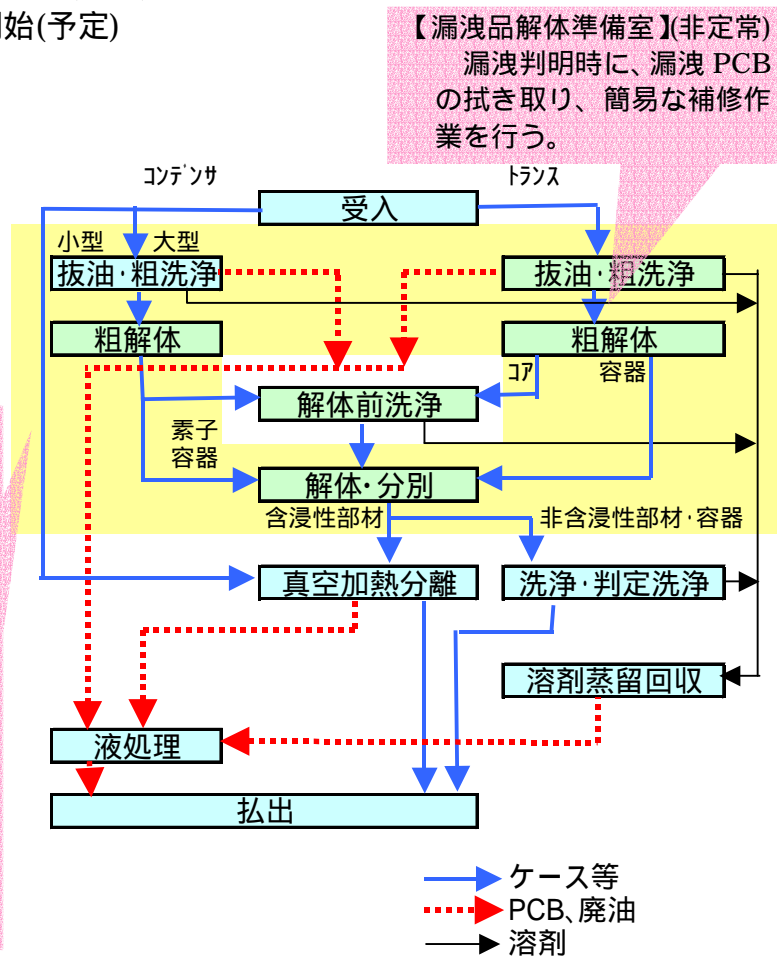 始(予定)
【漏洩品解体準備室】(非定常)
漏洩判明時に、漏洩 PCB
の拭き取り、簡易な補修作
業を行う。
ｺﾝﾃﾞﾝｻ
ﾄﾗﾝｽ
受入
小型 大型
抜油･粗洗浄
抜油･粗洗浄
粗解体
粗解体
ｺｱ
容器
解体前洗浄
素子
容器
解体･分別
含浸性部材
非含浸性部材･容器
真空加熱分離
洗浄･判定洗浄
溶剤蒸留回収
液処理
払出
ケース等
PCB、廃油
溶剤